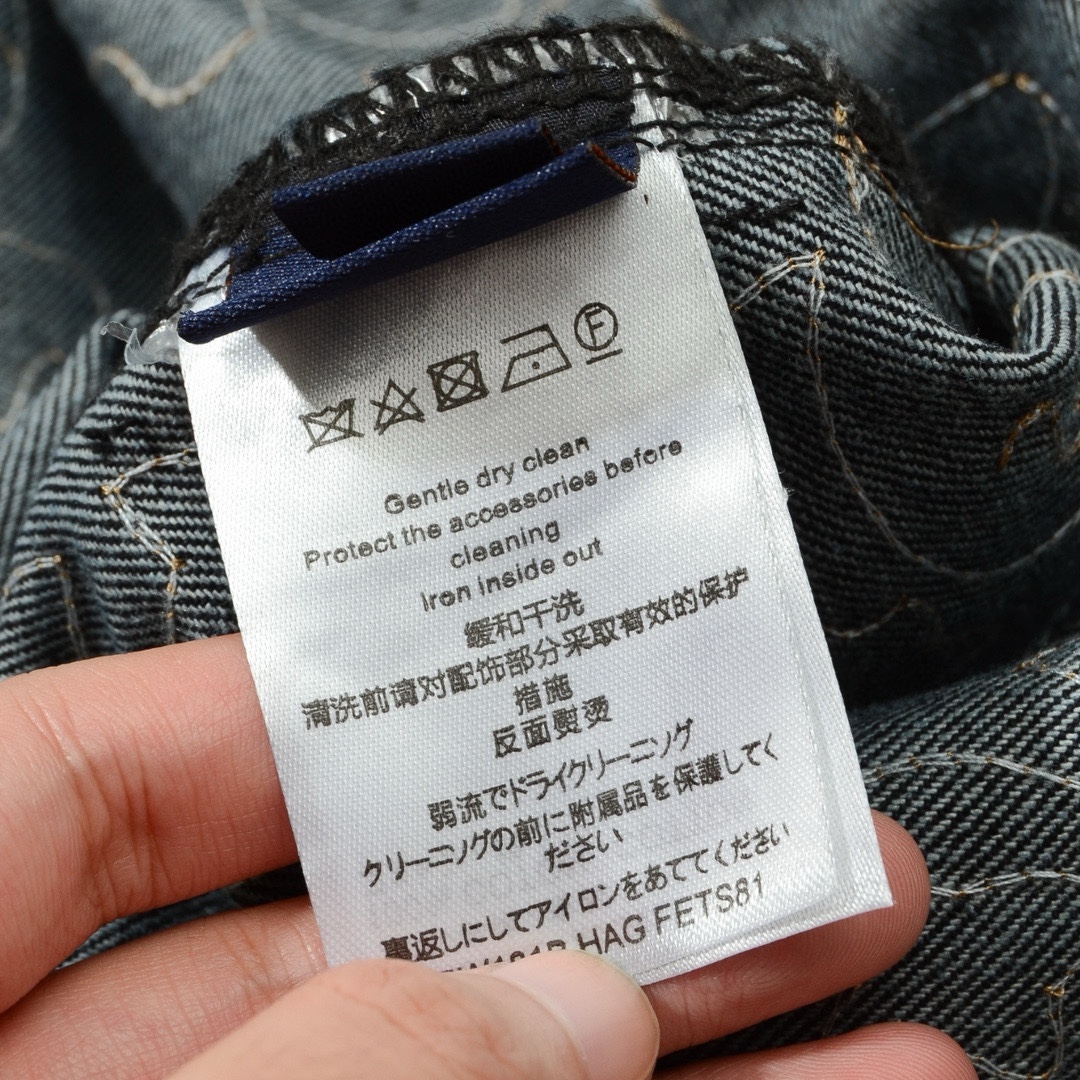 F
Gentle dry clean
Protect the accessories before
cleaning
Iron inside out
缓和干洗
清洗前请对配饰部分采取有效的保护
措施
反面熨烫
弱流でドライクリーニング
クリーニングの前に附属品を保護してく
ださい
裏返しにしてアイロンをあててください
HAG FETS81